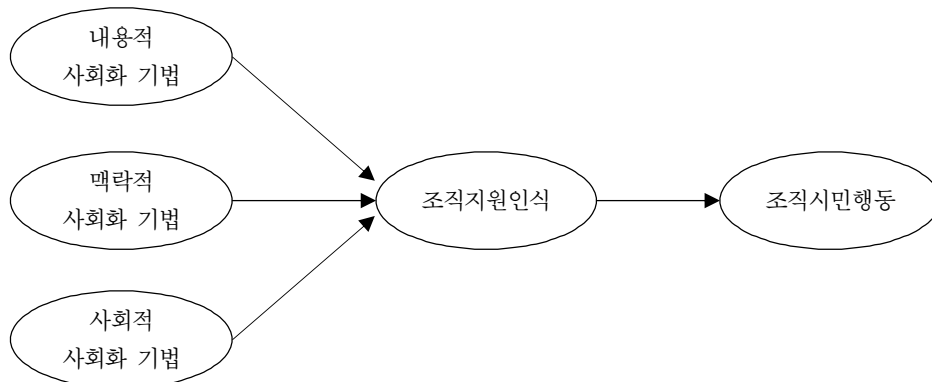 내용적
사회화 기법
맥락적
사회화 기법
조직지원인식
조직시민행동
사회적
사회화 기법